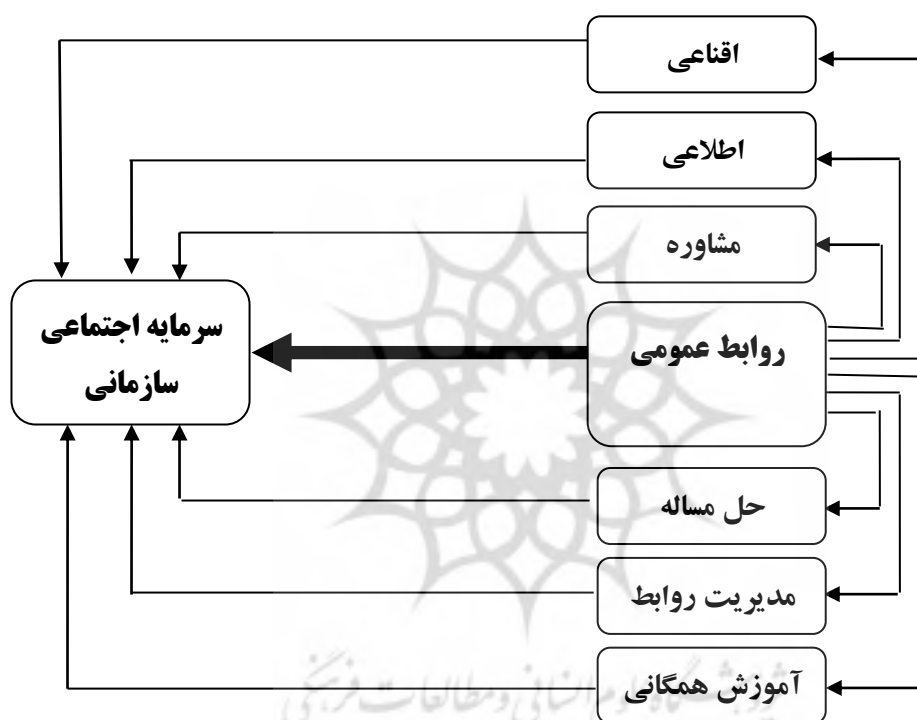 اقناعی
اطلاعی
مشاوره
روابط عمومی
سرمایه اجتماعی
سازمانی
حل مساله
مدیریت روابط
آموزش همگانی